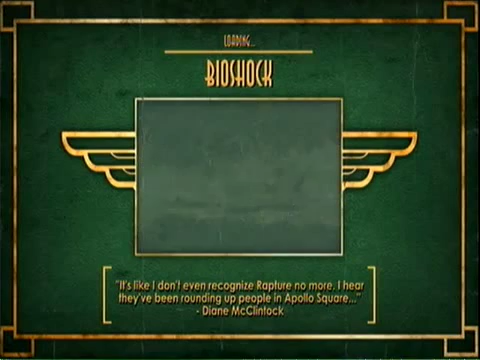 LOADING...
BIOSHOCK
"It's like I don't even recognize Rapture no more. I hear
they've been rounding up people in Apollo Square..."
- Diane McClintock